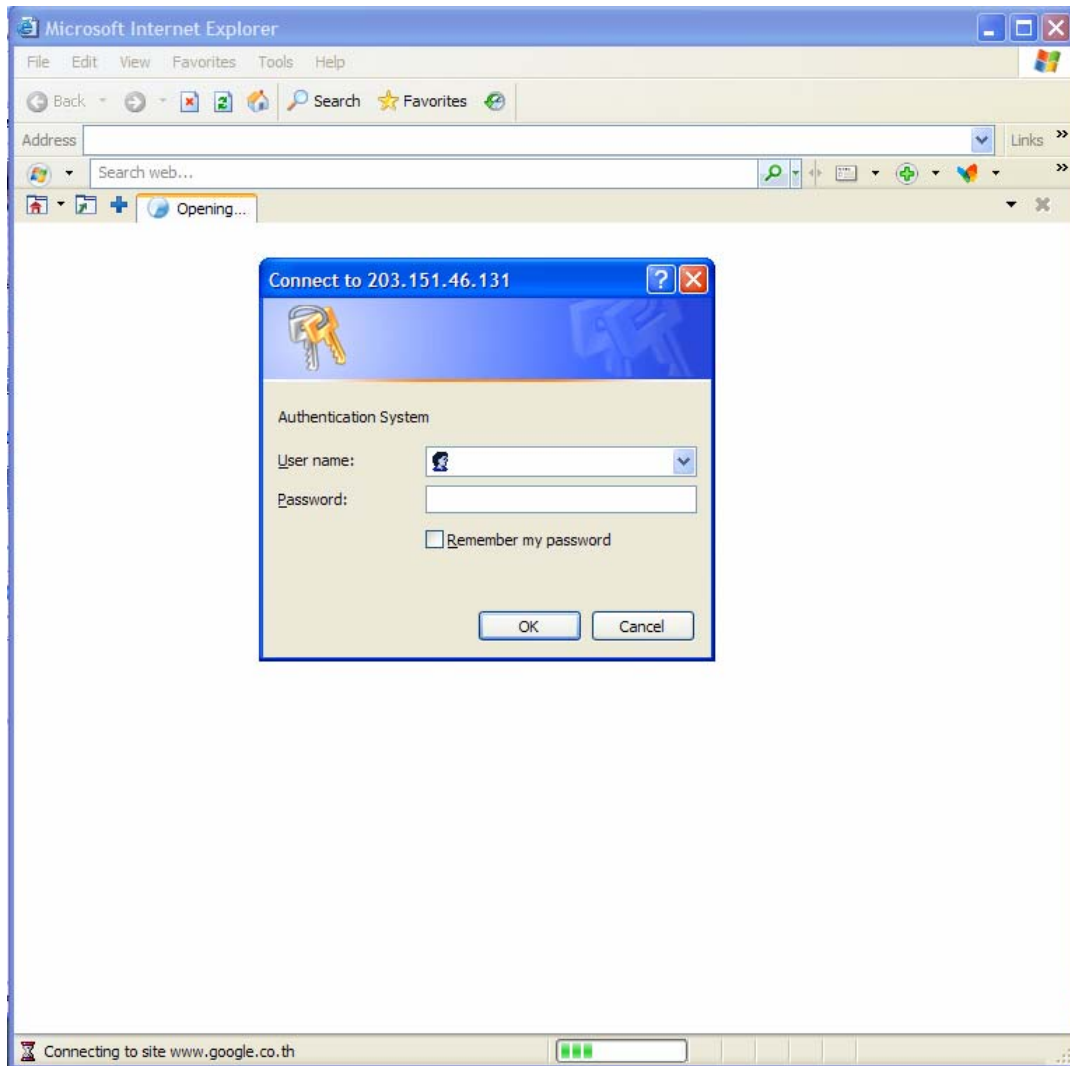 Microsoft Internet Explorer
File Edit View Favorites Tools Help
Back Search Favorites
Address Links »
Search web... »
Opening...
Connect to 203.151.46.131
Authentication System
User name:
Password:
Remember my password
OK Cancel
Connecting to site www.google.co.th